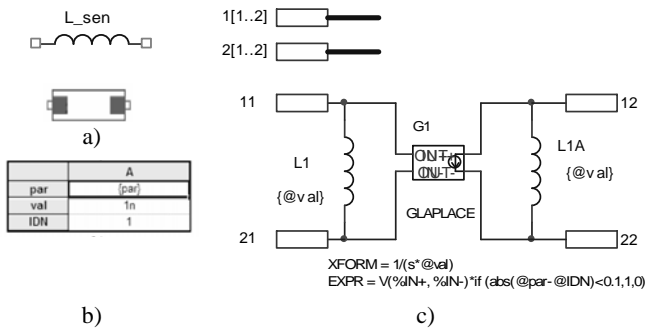 L_sen
a)
A
par {par}
val 1n
IDN 1
b)
1[1..2]
2[1..2]
11
12
G1
L1
L1A
{@val}
{@val}
GLAPLACE
21
22
XFORM = 1/(s*@val)
EXPR = V(%IN+, %IN-)*if (abs(@par-@IDN)<0.1,1,0)
c)